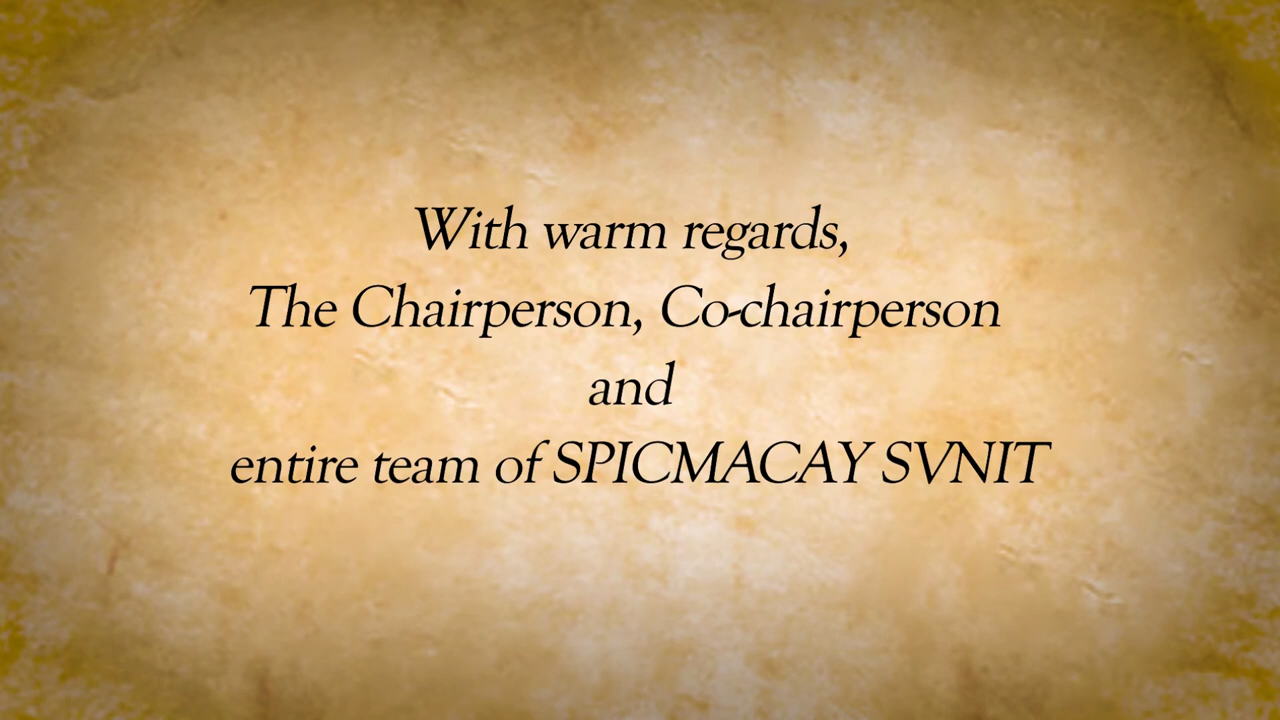 With warm regards,
The Chairperson, Co-chairperson
and
entire team of SPICMACAY SVNIT